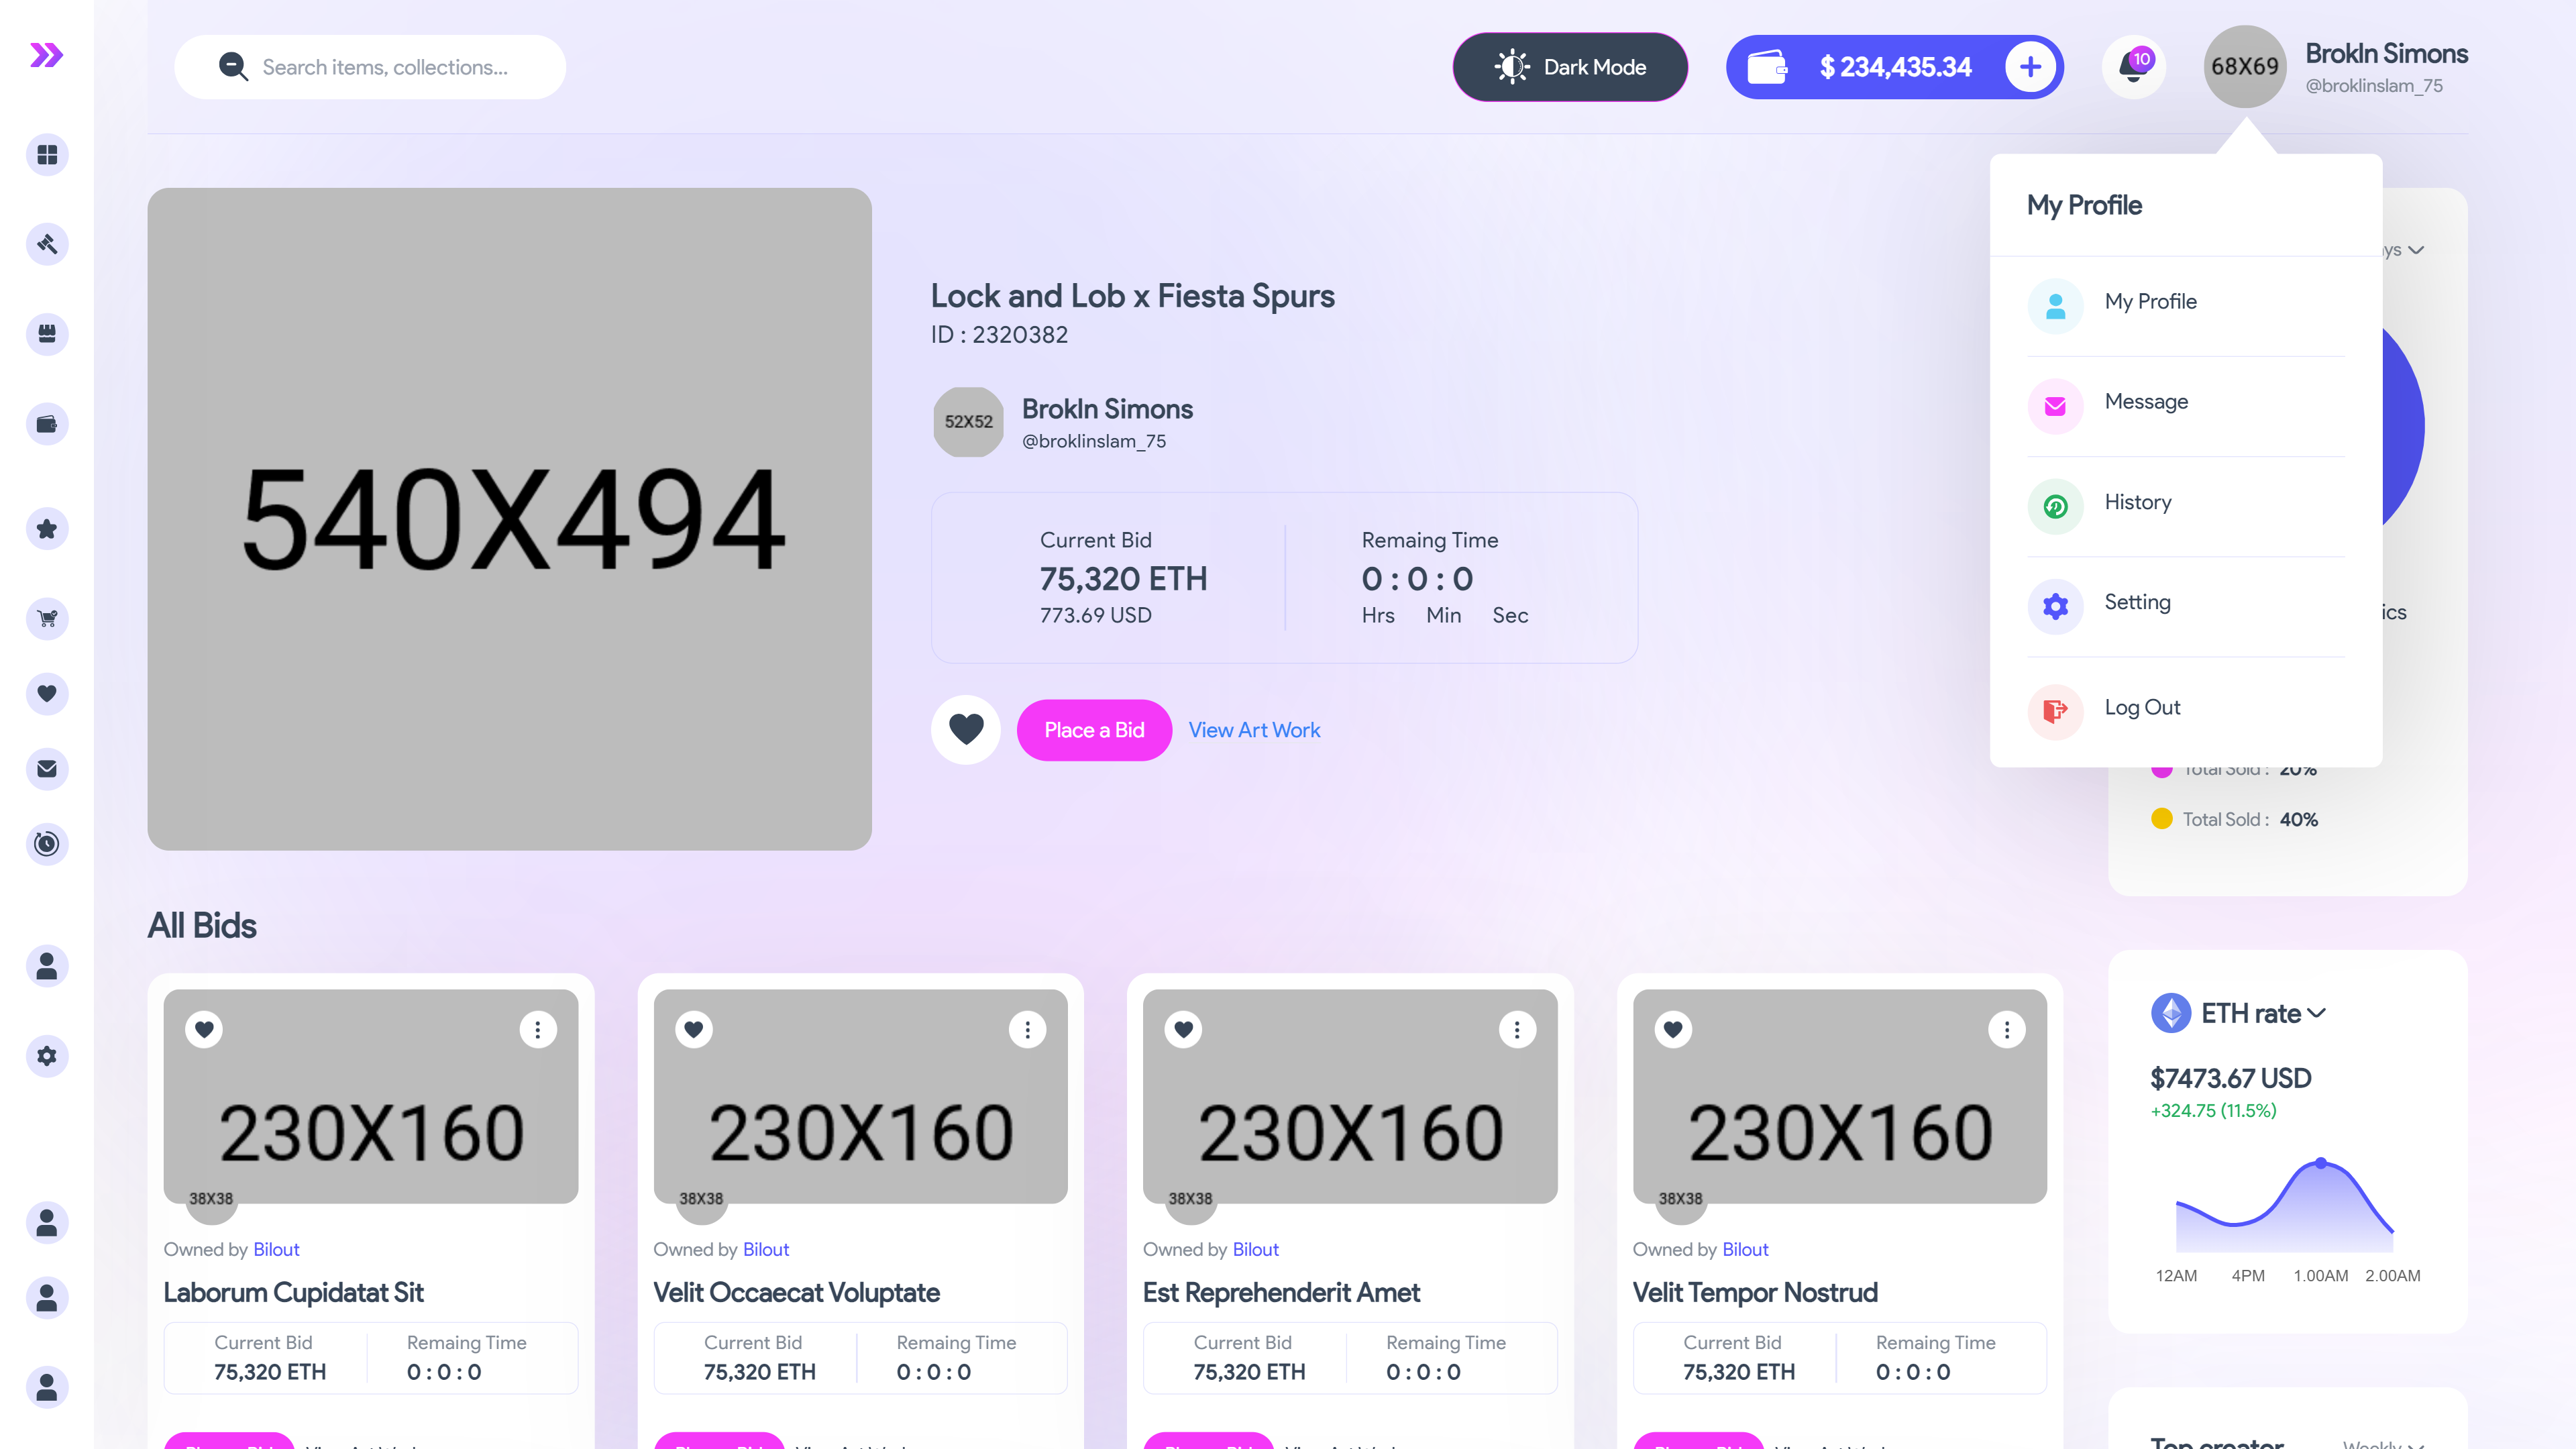 Search items, collections...
Dark Mode
$ 234,435.34
10
68X69
Brokln Simons
@broklinslam_75
My Profile
My Profile
Message
History
Setting
Log Out
540X494
Lock and Lob x Fiesta Spurs
ID : 2320382
52X52
Brokln Simons
@broklinslam_75
Current Bid
75,320 ETH
773.69 USD
Remaing Time
0 : 0 : 0
Hrs Min Sec
Place a Bid
View Art Work
Total Sold : 20%
Total Sold : 40%
All Bids
230X160
38X38
Owned by Bilout
Laborum Cupidatat Sit
Current Bid
75,320 ETH
Remaing Time
0 : 0 : 0
230X160
38X38
Owned by Bilout
Velit Occaecat Voluptate
Current Bid
75,320 ETH
Remaing Time
0 : 0 : 0
230X160
38X38
Owned by Bilout
Est Reprehenderit Amet
Current Bid
75,320 ETH
Remaing Time
0 : 0 : 0
230X160
38X38
Owned by Bilout
Velit Tempor Nostrud
Current Bid
75,320 ETH
Remaing Time
0 : 0 : 0
ETH rate
$7473.67 USD
+324.75 (11.5%)
12AM 4PM 1.00AM 2.00AM
Top creator
Weekly